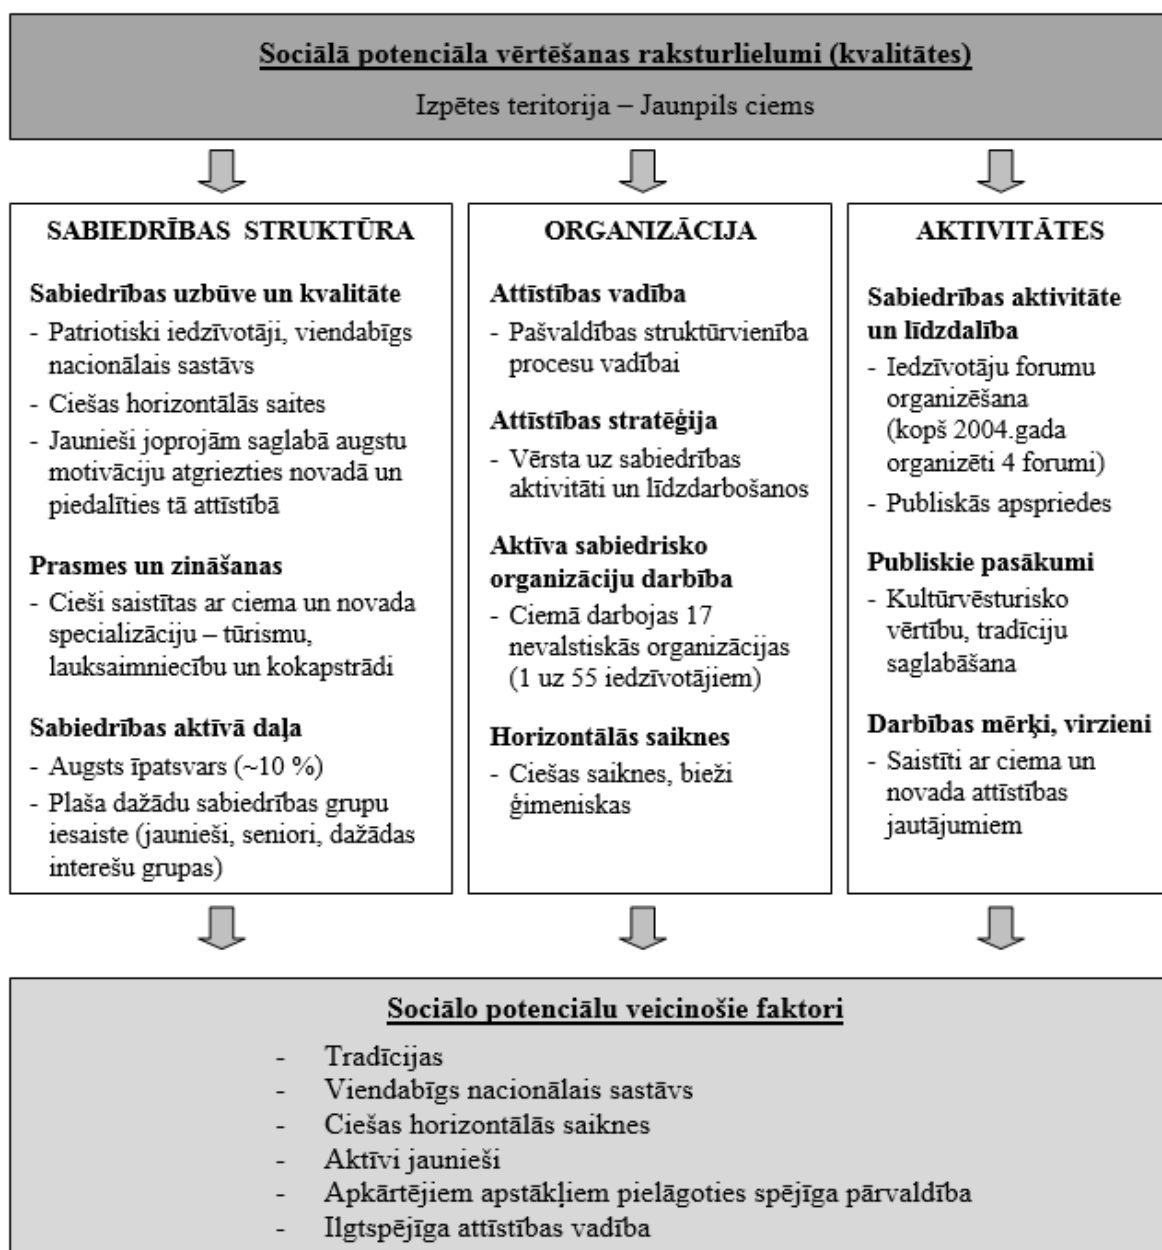 Sociālā potenciāla vērtēšanas raksturlielumi (kvalitātes)
Izpētes teritorija – Jaunpils ciems
SABIEDRĪBAS STRUKTŪRA
Sabiedrības uzbūve un kvalitāte
- Patriotiski iedzīvotāji, viendabīgs
nacionālais sastāvs
- Ciešas horizontālās saites
- Jaunieši joprojām saglabā augstu
motivāciju atgriezties novadā un
piedalīties tā attīstībā
Prasmes un zināšanas
- Cieši saistītas ar ciema un novada
specializāciju – tūrismu,
lauksaimniecību un kokapstrādi
Sabiedrības aktīvā daļa
- Augsts īpatsvars (~10 %)
- Plaša dažādu sabiedrības grupu
iesaiste (jaunieši, seniori, dažādas
interešu grupas)
ORGANIZĀCIJA
Attīstības vadība
- Pašvaldības struktūrvienība
procesu vadībai
Attīstības stratēģija
- Vērsta uz sabiedrības
aktivitāti un līdzdarbošanos
Aktīva sabiedrisko
organizāciju darbība
- Ciemā darbojas 17
nevalstiskās organizācijas
(1 uz 55 iedzīvotājiem)
Horizontālās saiknes
- Ciešas saiknes, bieži
ģimeniskas
AKTIVITĀTES
Sabiedrības aktivitāte
un līdzdalība
- Iedzīvotāju forumu
organizēšana
(kopš 2004.gada
organizēti 4 forumi)
- Publiskās apspriedes
Publiskie pasākumi
- Kultūrvēsturisko
vērtību, tradīciju
saglabāšana
Darbības mērķi, virzieni
- Saistīti ar ciema un
novada attīstības
jautājumiem
Sociālo potenciālu veicinošie faktori
- Tradīcijas
- Viendabīgs nacionālais sastāvs
- Ciešas horizontālās saiknes
- Aktīvi jaunieši
- Apkārtējiem apstākļiem pielāgoties spējīga pārvaldība
- Ilgtspējīga attīstības vadība